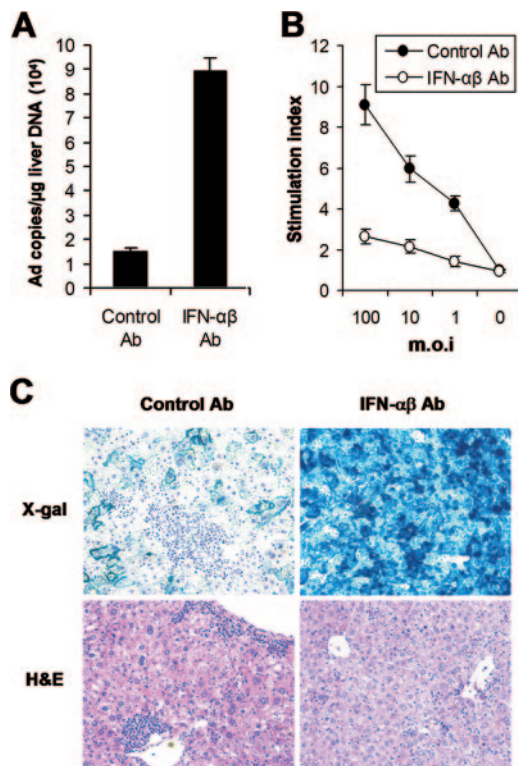 A
Ad copies/µg liver DNA (10⁴)
10
9
8
7
6
5
4
3
2
1
0
Control
Ab
IFN-αβ
Ab
B
Stimulation index
12
10
8
6
4
2
0
Control Ab
IFN-αβ Ab
100 10 1 0
m.o.i
C
Control Ab IFN-αβ Ab
X-gal
H&E